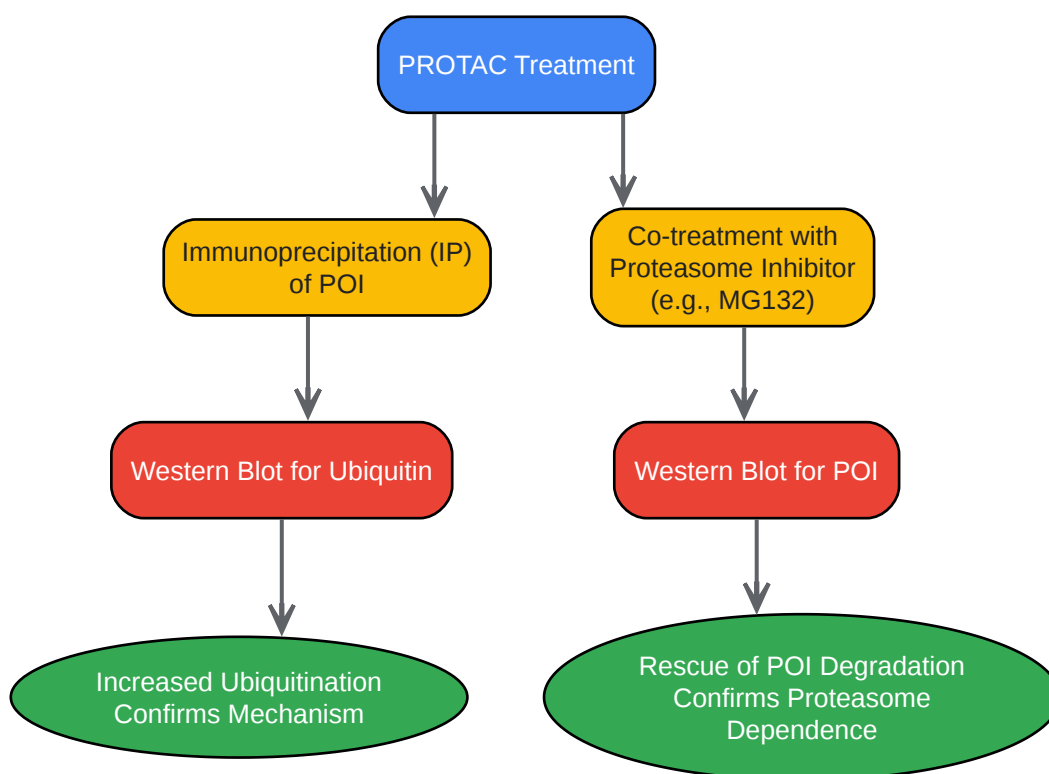 PROTAC Treatment
Immunoprecipitation (IP)
of POI
Co-treatment with
Proteasome Inhibitor
(e.g., MG132)
Western Blot for Ubiquitin
Western Blot for POI
Increased Ubiquitination
Confirms Mechanism
Rescue of POI Degradation
Confirms Proteasome
Dependence